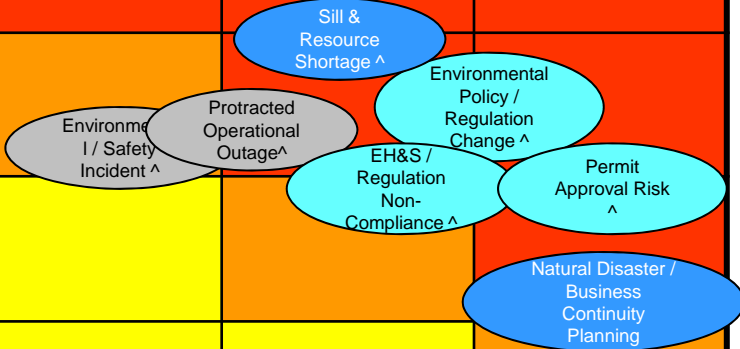 Sill &
Resource
Shortage ^
Environmental
Policy /
Regulation
Change ^
Protracted
Operational
Outage^
Environme
l / Safety
Incident ^
EH&S /
Regulation
Non-
Compliance ^
Permit
Approval Risk
^
Natural Disaster /
Business
Continuity
Planning